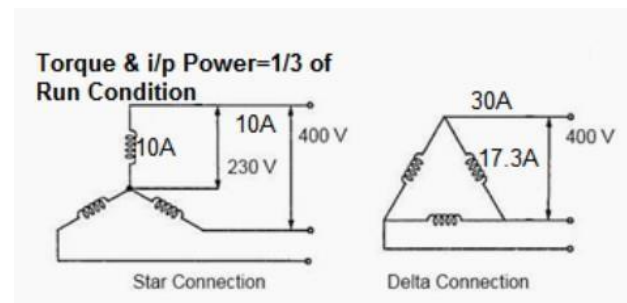 Torque & i/p Power=1/3 of
Run Condition
10A
10A
230 V
400 V
Star Connection
30A
17.3A
400 V
Delta Connection